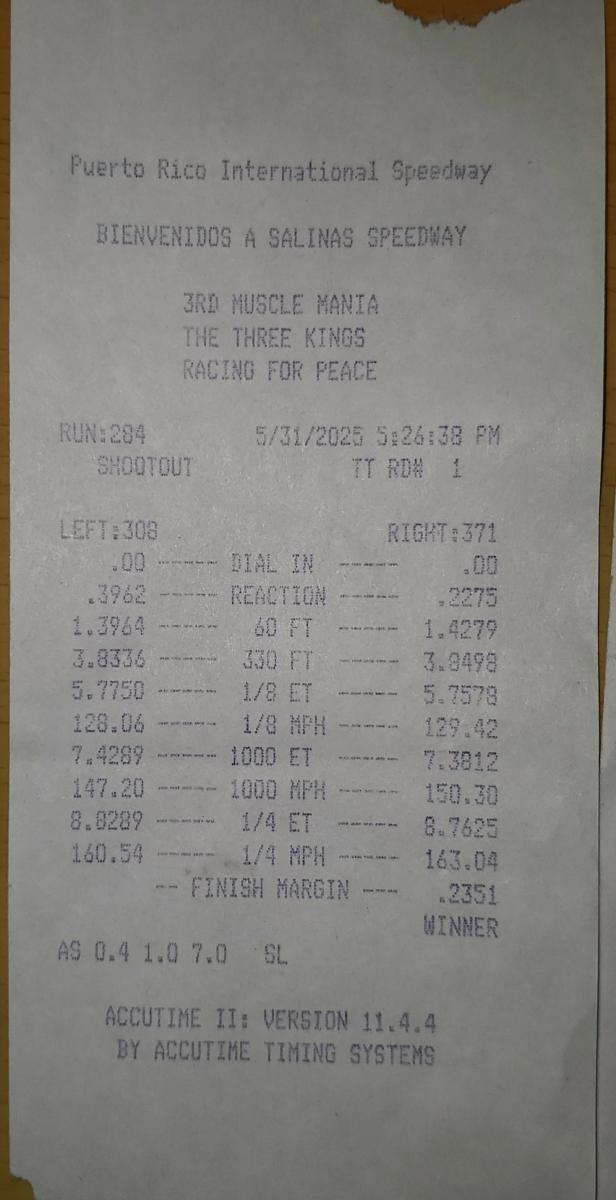 Puerto Rico International Speedway
BIENVENIDOS A SALINAS SPEEDWAY
3RD MUSCLE MANIA
THE THREE KINGS
RACING FOR PEACE
RUN:284 5/31/2025 5:26:38 PM
SHOOTOUT TT RD# 1
LEFT:308 RIGHT:371
.00 ----- DIAL IN ----- .00
.3962 ----- REACTION ----- .2275
1.3964 ----- 60 FT ----- 1.4279
3.8336 ----- 330 FT ----- 3.8498
5.7750 ----- 1/8 ET ----- 5.7578
128.06 ----- 1/8 MPH ----- 129.42
7.4289 ----- 1000 ET ----- 7.3812
147.20 ----- 1000 MPH ----- 150.30
8.8289 ----- 1/4 ET ----- 8.7625
160.54 ----- 1/4 MPH ----- 163.04
-- FINISH MARGIN --- .2351
WINNER
AS 0.4 1.0 7.0 SL
ACCUTIME II: VERSION 11.4.4
BY ACCUTIME TIMING SYSTEMS